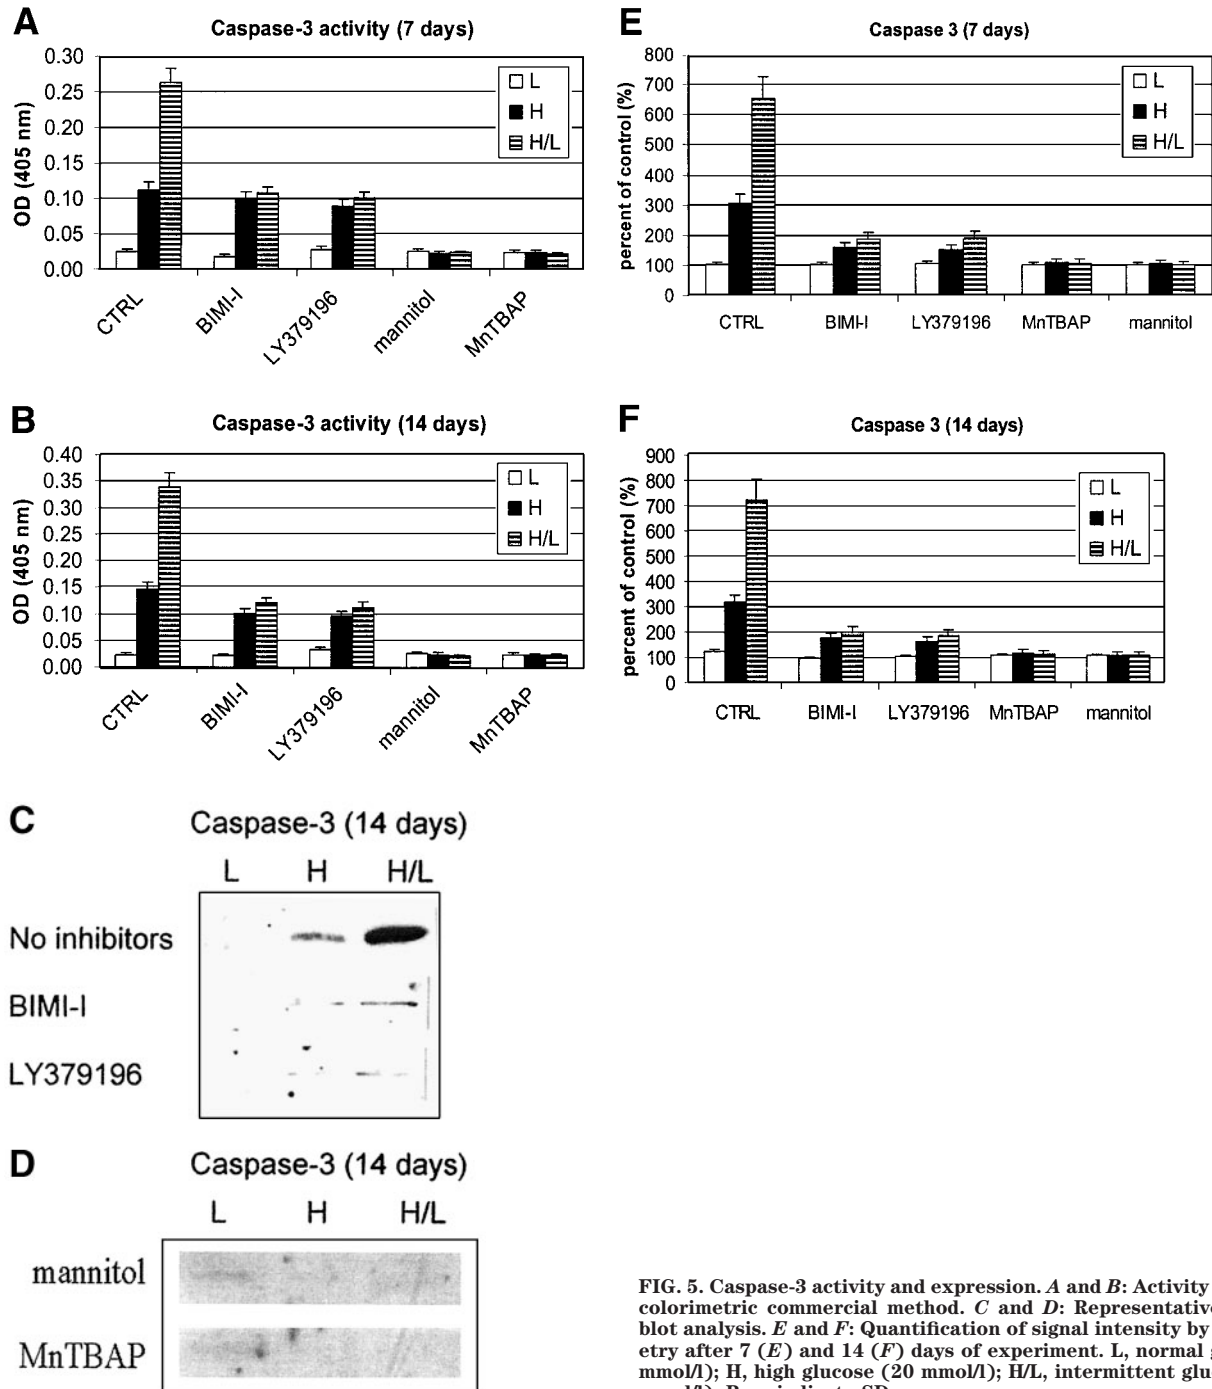 A
Caspase-3 activity (7 days)
OD (405 nm)
0.30
0.25
0.20
0.15
0.10
0.05
0.00
L
H
H/L
CTRL
BIMI-I
LY379196
mannitol
MnTBAP
E
Caspase 3 (7 days)
percent of control (%)
800
700
600
500
400
300
200
100
0
L
H
H/L
CTRL
BIMI-I
LY379196
MnTBAP
mannitol
B
Caspase-3 activity (14 days)
OD (405 nm)
0.40
0.35
0.30
0.25
0.20
0.15
0.10
0.05
0.00
L
H
H/L
CTRL
BIMI-I
LY379196
mannitol
MnTBAP
F
Caspase 3 (14 days)
percent of control (%)
900
800
700
600
500
400
300
200
100
0
L
H
H/L
CTRL
BIMI-I
LY379196
MnTBAP
mannitol
C
Caspase-3 (14 days)
L H H/L
No inhibitors
BIMI-I
LY379196
D
Caspase-3 (14 days)
L H H/L
mannitol
MnTBAP
FIG. 5. Caspase-3 activity and expression. A and B: Activity
colorimetric commercial method. C and D: Representative
blot analysis. E and F: Quantification of signal intensity by
etry after 7 (E) and 14 (F) days of experiment. L, normal
mmol/l); H, high glucose (20 mmol/l); H/L, intermittent